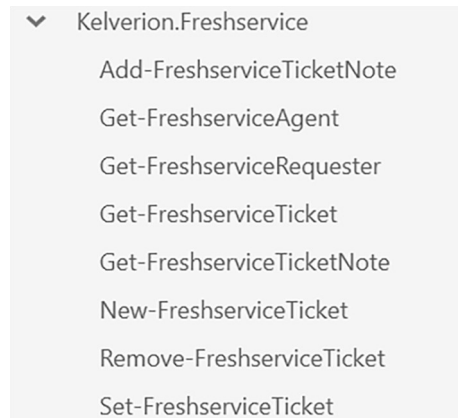 Kelverion.Freshservice
Add-FreshserviceTicketNote
Get-FreshserviceAgent
Get-FreshserviceRequester
Get-FreshserviceTicket
Get-FreshserviceTicketNote
New-FreshserviceTicket
Remove-FreshserviceTicket
Set-FreshserviceTicket